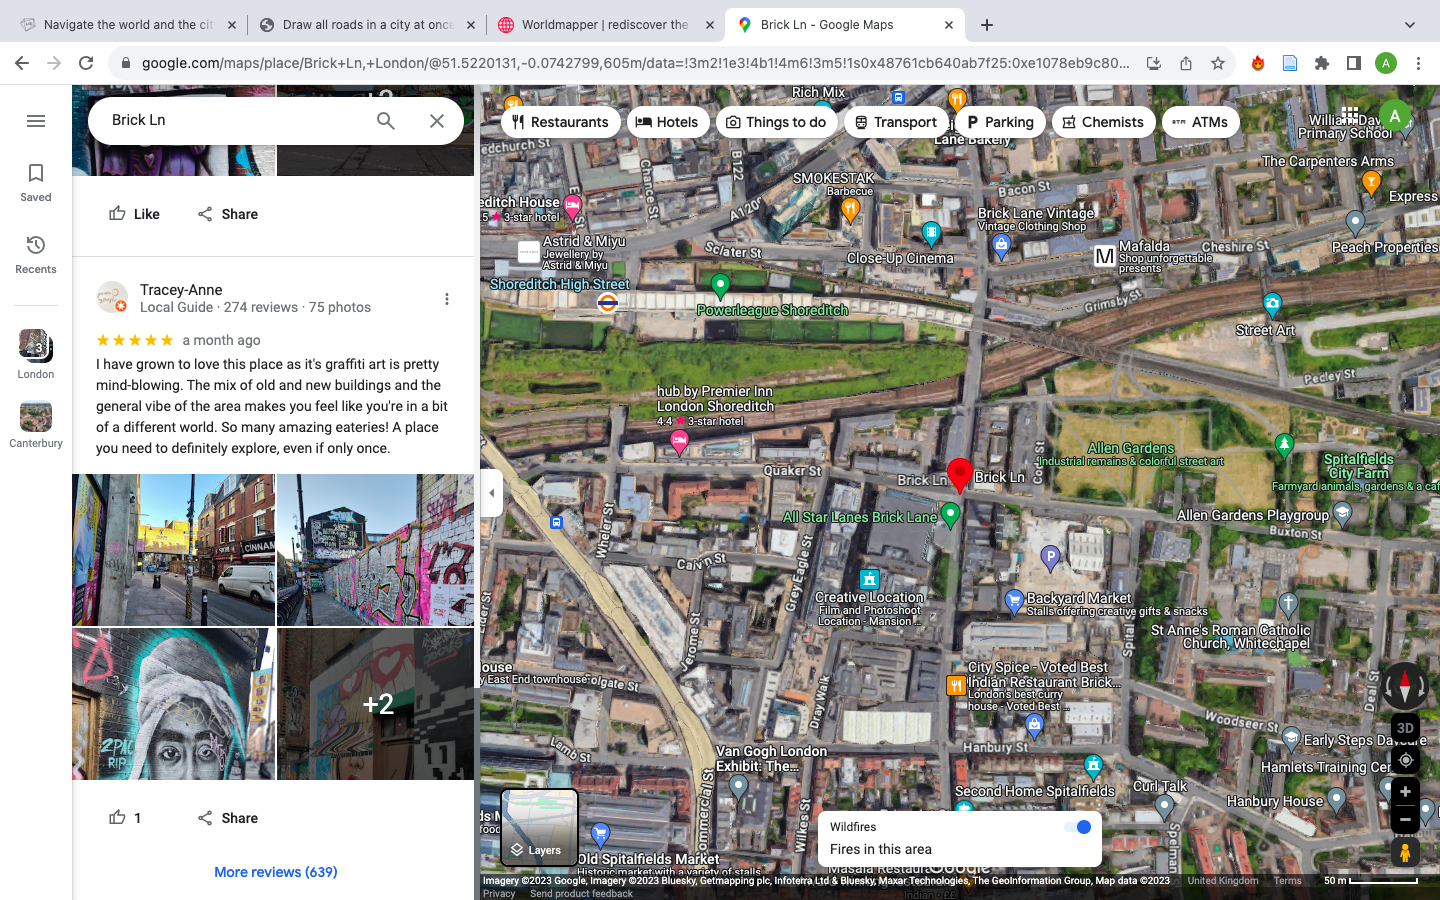 Navigate the world and the ci
Draw all roads in a city at once
Worldmapper | rediscover the
Brick Ln - Google Maps
google.com/maps/place/Brick+Ln,+London/@51.5220131,-0.0742799,605m/data=!3m2!1e3!4b1!4m6!3m5!1s0x48761cb640ab7f25:0xe1078eb9c80...
A
Brick Ln
Saved
Recents
3
London
Canterbury
Like
Share
Tracey-Anne
Local Guide · 274 reviews · 75 photos
a month ago
I have grown to love this place as it's graffiti art is pretty
mind-blowing. The mix of old and new buildings and the
general vibe of the area makes you feel like you're in a bit
of a different world. So many amazing eateries! A place
you need to definitely explore, even if only once.
CINNAM
2PAC
RIP
+2
1
Share
More reviews (639)
Restaurants
Hotels
Things to do
Transport
Parking
Chemists
ATMs
A
Rich Mix
Lane Bakery
Primary School
The Carpenters Arms
Express
edchurch St
Chance St
B122
SMOKESTAK
Barbecue
A1209
Bacon St
editch House
3-star hotel
Brick Lane Vintage
Vintage Clothing Shop
Peach Properties
Astrid & Miyu
Jewellery by
Astrid & Miyu
Sclater St
Close-Up Cinema
M
Mafalda
Shop unforgettable
presents
Cheshire St
Shoreditch High Street
Powerleague Shoreditch
Grimsby St
Street Art
Pedley St
hub by Premier Inn
London Shoreditch
4.4 3-star hotel
Quaker St
Brick Ln
Brick Ln
Allen Gardens
Industrial remains & colorful street art
Spitalfields
City Farm
Farmyard animals, gardens & a caf
All Star Lanes Brick Lane
Allen Gardens Playgroup
Buxton St
Wheler St
Calvin St
Grey Eagle St
P
Creative Location
Film and Photoshoot
Location - Mansion ...
Backyard Market
Stalls offering creative gifts & snacks
St Anne's Roman Catholic
Church, Whitechapel
Spital St
Jerome St
ouse
y East End townhouse
olgate St
City Spice - Voted Best
Indian Restaurant Brick...
London's best curry
house - Voted Best ...
Dray Walk
Deal St
Woodseer St
Hanbury St
Lamb St
Early Steps Daycare
Van Gogh London
Exhibit: The...
Hamlets Training Cer
Second Home Spitalfields
Curl Talk
Hanbury House
Commercial St
Wilkes St
Spelman
Old Spitalfields Market
Historic market with a variety of stalls
Layers
Wildfires
Fires in this area
3D
Masala Restaurant
Google
Imagery ©2023 Google, Imagery ©2023 Bluesky, Getmapping plc, Infoterra Ltd & Bluesky, Maxar Technologies, The GeoInformation Group, Map data ©2023
United Kingdom
Terms
50 m
Privacy
Send product feedback